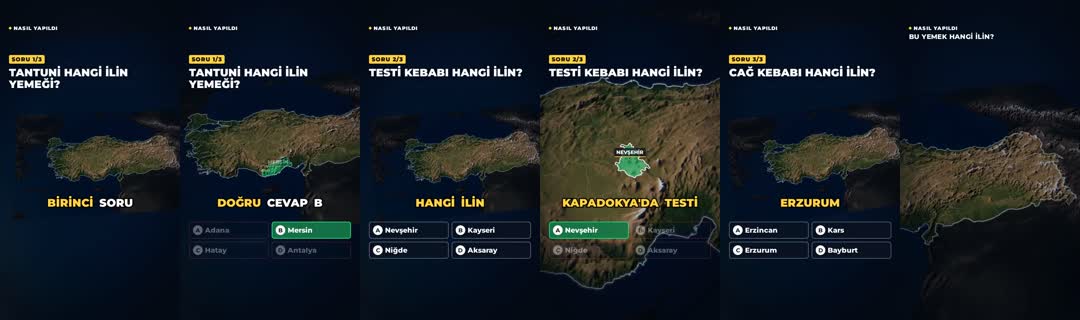 NASIL YAPILDI
SORU 1/3
TANTUNİ HANGİ İLİN
YEMEĞİ?
BİRİNCİ SORU
NASIL YAPILDI
SORU 1/3
TANTUNİ HANGİ İLİN
YEMEĞİ?
MERSİN
DOĞRU CEVAP B
A Adana
B Mersin
C Hatay
D Antalya
NASIL YAPILDI
SORU 2/3
TESTİ KEBABI HANGİ İLİN?
HANGİ İLİN
A Nevşehir
B Kayseri
C Niğde
D Aksaray
NASIL YAPILDI
SORU 2/3
TESTİ KEBABI HANGİ İLİN?
NEVŞEHİR
KAPADOKYA'DA TESTİ
A Nevşehir
B Kayseri
C Niğde
D Aksaray
NASIL YAPILDI
SORU 3/3
CAĞ KEBABI HANGİ İLİN?
ERZURUM
A Erzincan
B Kars
C Erzurum
D Bayburt
NASIL YAPILDI
BU YEMEK HANGİ İLİN?